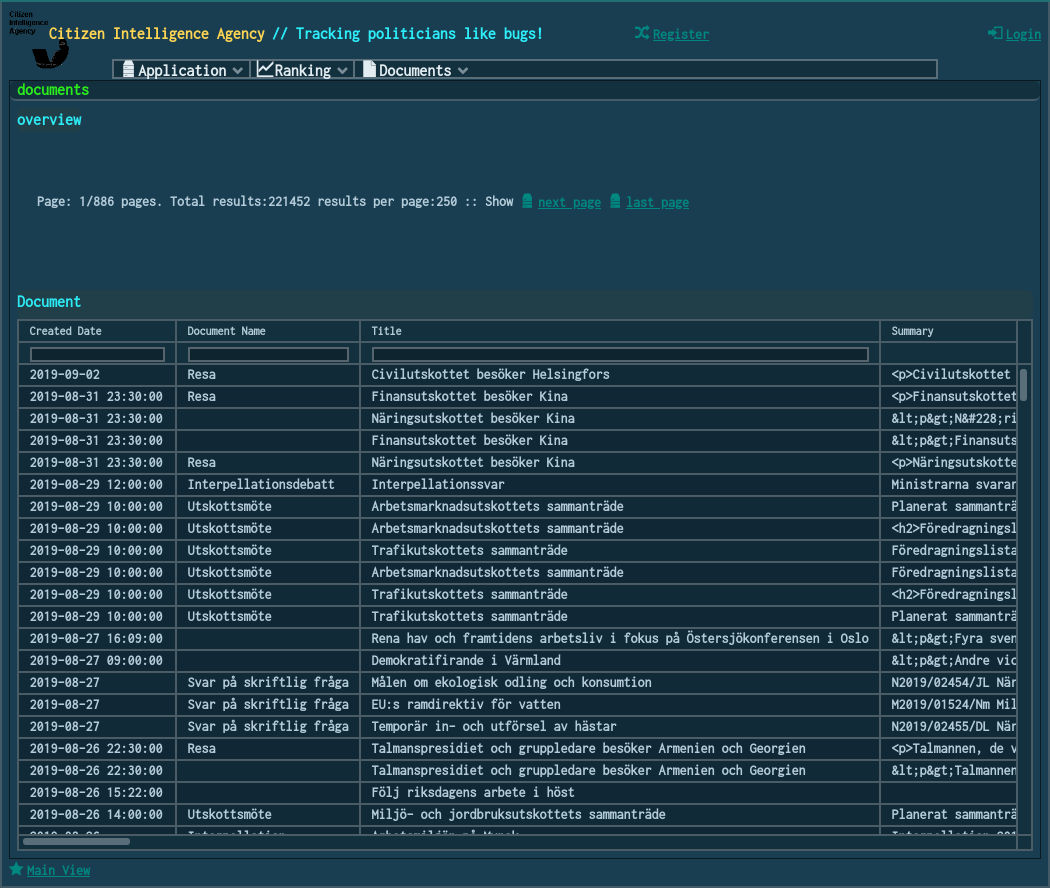 Citizen
Intelligence
Agency
Citizen Intelligence Agency // Tracking politicians like bugs!
Register
Login
Application
Ranking
Documents
documents
overview
Page: 1/886 pages. Total results:221452 results per page:250 :: Show next page last page
Document
Created Date Document Name Title Summary
2019-09-02 Resa Civilutskottet besöker Helsingfors <p>Civilutskottet
2019-08-31 23:30:00 Resa Finansutskottet besöker Kina <p>Finansutskottet
2019-08-31 23:30:00 Näringsutskottet besöker Kina &lt;p&gt;N&#228;ri
2019-08-31 23:30:00 Finansutskottet besöker Kina &lt;p&gt;Finansuts
2019-08-31 23:30:00 Resa Näringsutskottet besöker Kina <p>Näringsutskotte
2019-08-29 12:00:00 Interpellationsdebatt Interpellationssvar Ministrarna svarar
2019-08-29 10:00:00 Utskottsmöte Arbetsmarknadsutskottets sammanträde Planerat sammanträ
2019-08-29 10:00:00 Utskottsmöte Arbetsmarknadsutskottets sammanträde <h2>Föredragningsl
2019-08-29 10:00:00 Utskottsmöte Trafikutskottets sammanträde Föredragningslista
2019-08-29 10:00:00 Utskottsmöte Arbetsmarknadsutskottets sammanträde Föredragningslista
2019-08-29 10:00:00 Utskottsmöte Trafikutskottets sammanträde <h2>Föredragningsl
2019-08-29 10:00:00 Utskottsmöte Trafikutskottets sammanträde Planerat sammanträ
2019-08-27 16:09:00 Rena hav och framtidens arbetsliv i fokus på Östersjökonferensen i Oslo &lt;p&gt;Fyra sven
2019-08-27 09:00:00 Demokratifirande i Värmland &lt;p&gt;Andre vic
2019-08-27 Svar på skriftlig fråga Målen om ekologisk odling och konsumtion N2019/02454/JL När
2019-08-27 Svar på skriftlig fråga EU:s ramdirektiv för vatten M2019/01524/Nm Mil
2019-08-27 Svar på skriftlig fråga Temporär in- och utförsel av hästar N2019/02455/DL När
2019-08-26 22:30:00 Resa Talmanspresidiet och gruppledare besöker Armenien och Georgien <p>Talmannen, de v
2019-08-26 22:30:00 Talmanspresidiet och gruppledare besöker Armenien och Georgien &lt;p&gt;Talmannen
2019-08-26 15:22:00 Följ riksdagens arbete i höst
2019-08-26 14:00:00 Utskottsmöte Miljö- och jordbruksutskottets sammanträde Planerat sammanträ
2019-08-26 Interpellation Arbetsmiljön på Interpellation 201
Main View